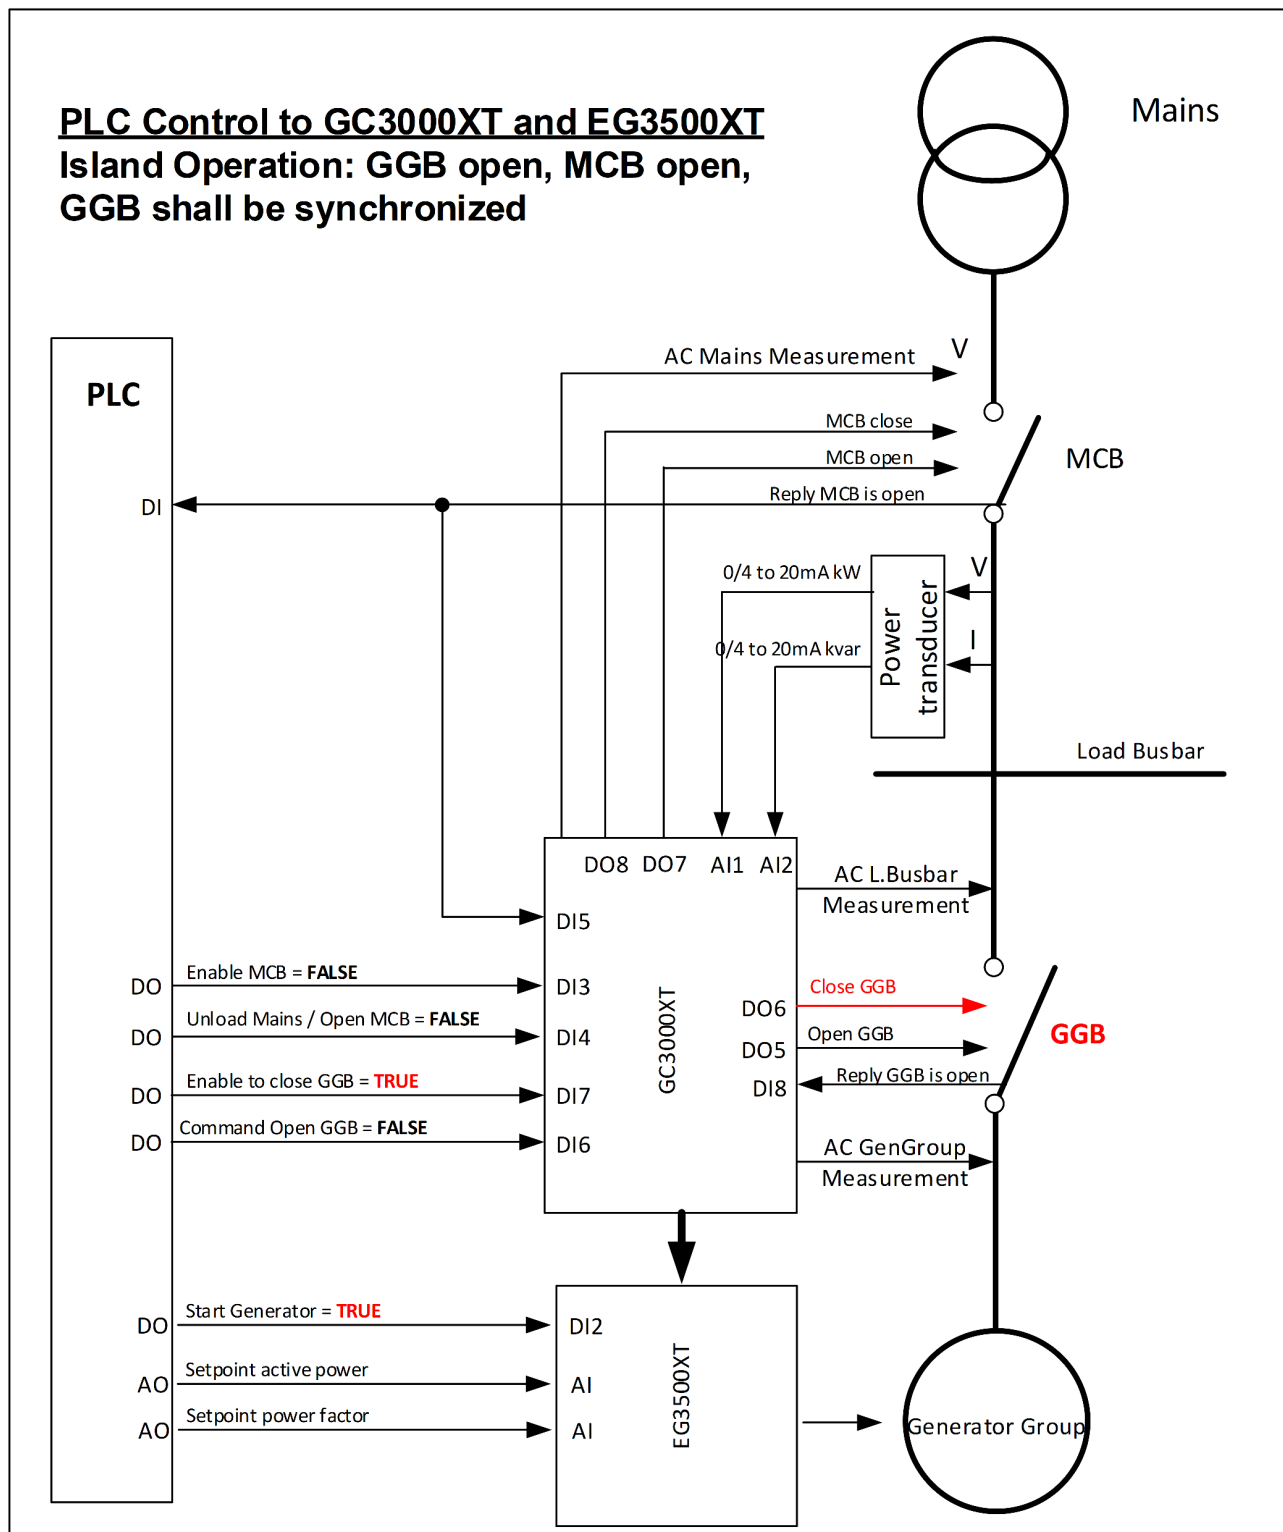 PLC Control to GC3000XT and EG3500XT
Island Operation: GGB open, MCB open,
GGB shall be synchronized
Mains
PLC
AC Mains Measurement
V
MCB close
MCB open
MCB
Reply MCB is open
DI
0/4 to 20mA kW
V
Power
transducer
I
0/4 to 20mA kvar
Load Busbar
DO8
DO7
AI1
AI2
AC L.Busbar
Measurement
DI5
DO
Enable MCB = FALSE
DI3
GC3000XT
Close GGB
DO6
DO
Unload Mains / Open MCB = FALSE
DI4
Open GGB
DO5
GGB
Reply GGB is open
DI8
DO
Enable to close GGB = TRUE
DI7
DO
Command Open GGB = FALSE
DI6
AC GenGroup
Measurement
DO
Start Generator = TRUE
DI2
EG3500XT
AO
Setpoint active power
AI
AO
Setpoint power factor
AI
Generator Group